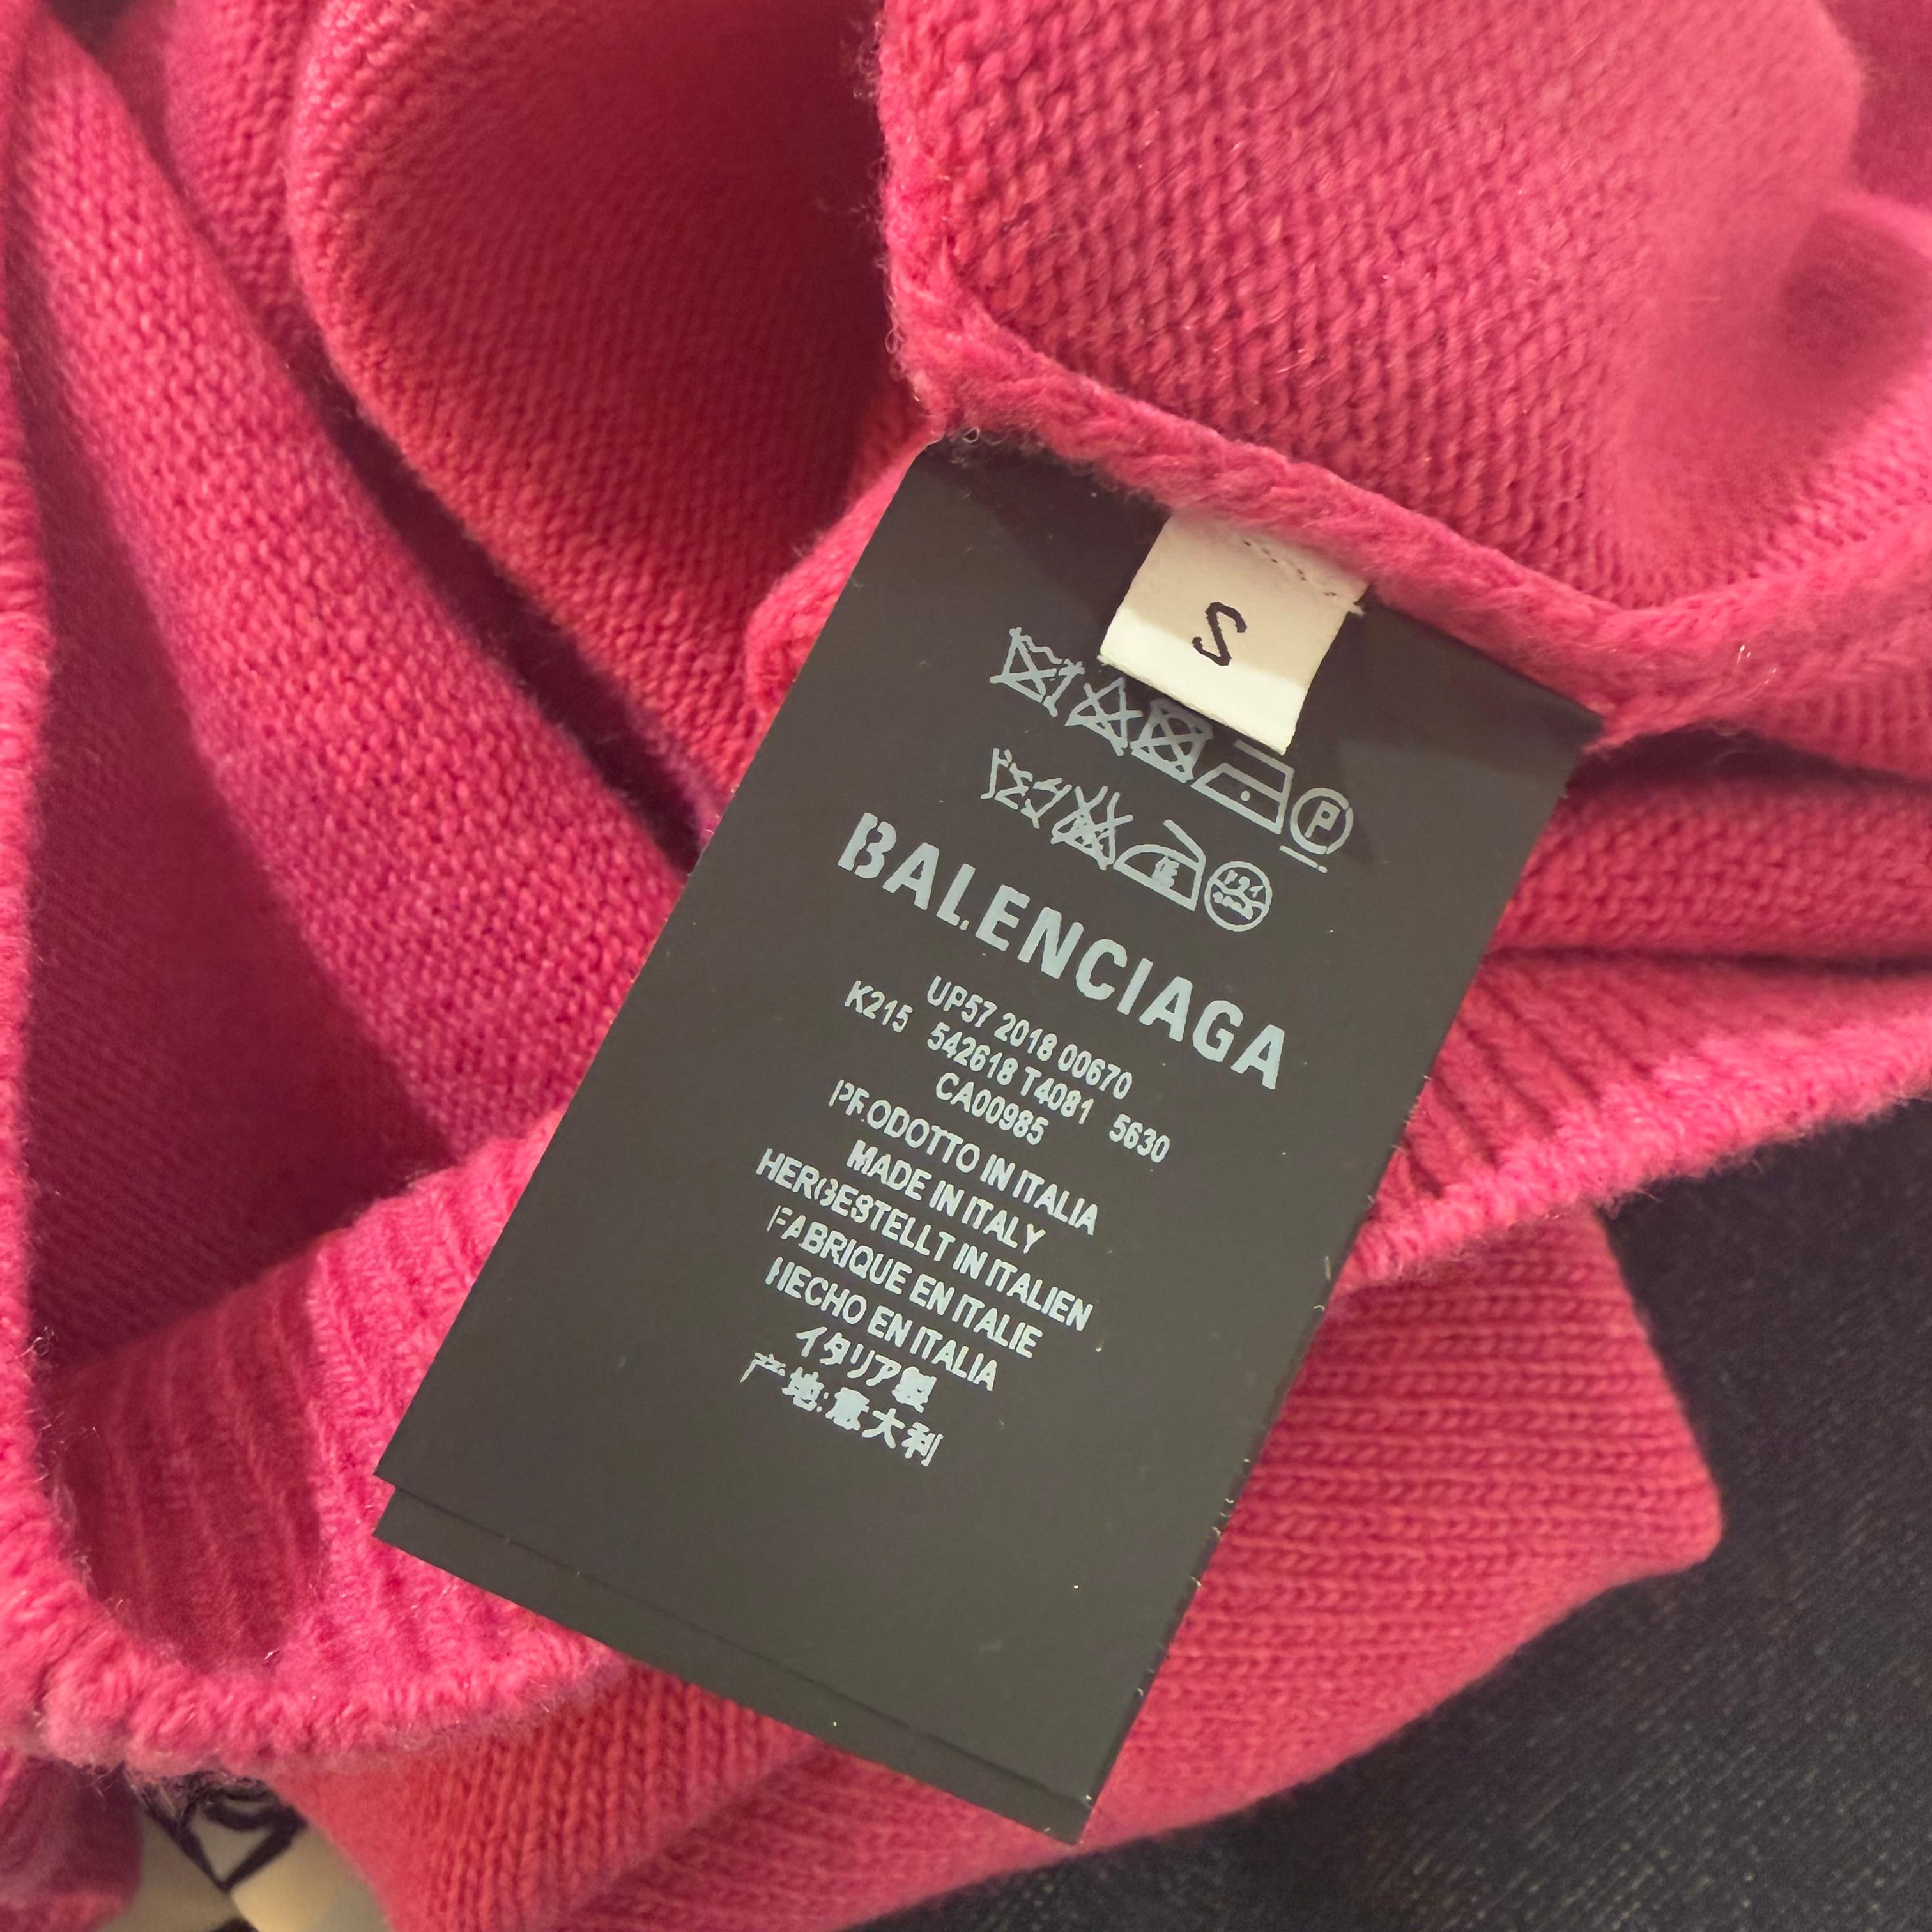 S
P
BALENCIAGA
UP57 2018 00670
K215 542618 T4081 5630
CA00985
PRODOTTO IN ITALIA
MADE IN ITALY
HERGESTELLT IN ITALIEN
FABRIQUE EN ITALIE
HECHO EN ITALIA
イタリア製
产地:意大利